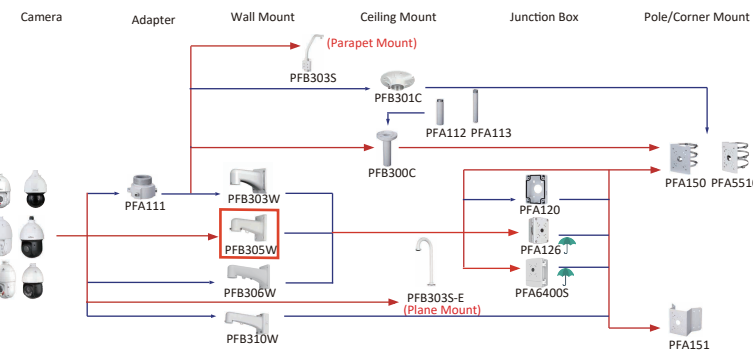 Camera
Adapter
Wall Mount
Ceiling Mount
Junction Box
Pole/Corner Mount
(Parapet Mount)
PFB303S
PFB301C
PFA112 PFA113
PFB300C
PFA150
PFA111
PFB303W
PFA120
PFB305W
PFA126
PFB306W
PFB303S-E
(Plane Mount)
PFA6400S
PFB310W
PFA151